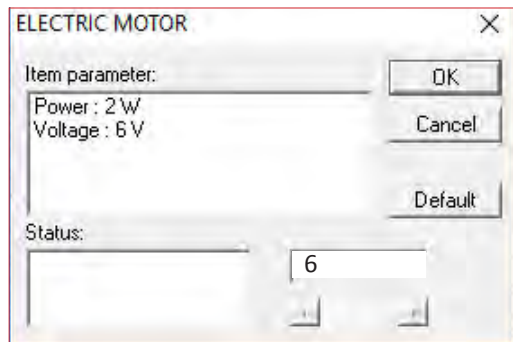 ELECTRIC MOTOR
Item parameter:
OK
Power : 2 W
Voltage : 6 V
Cancel
Default
Status:
6